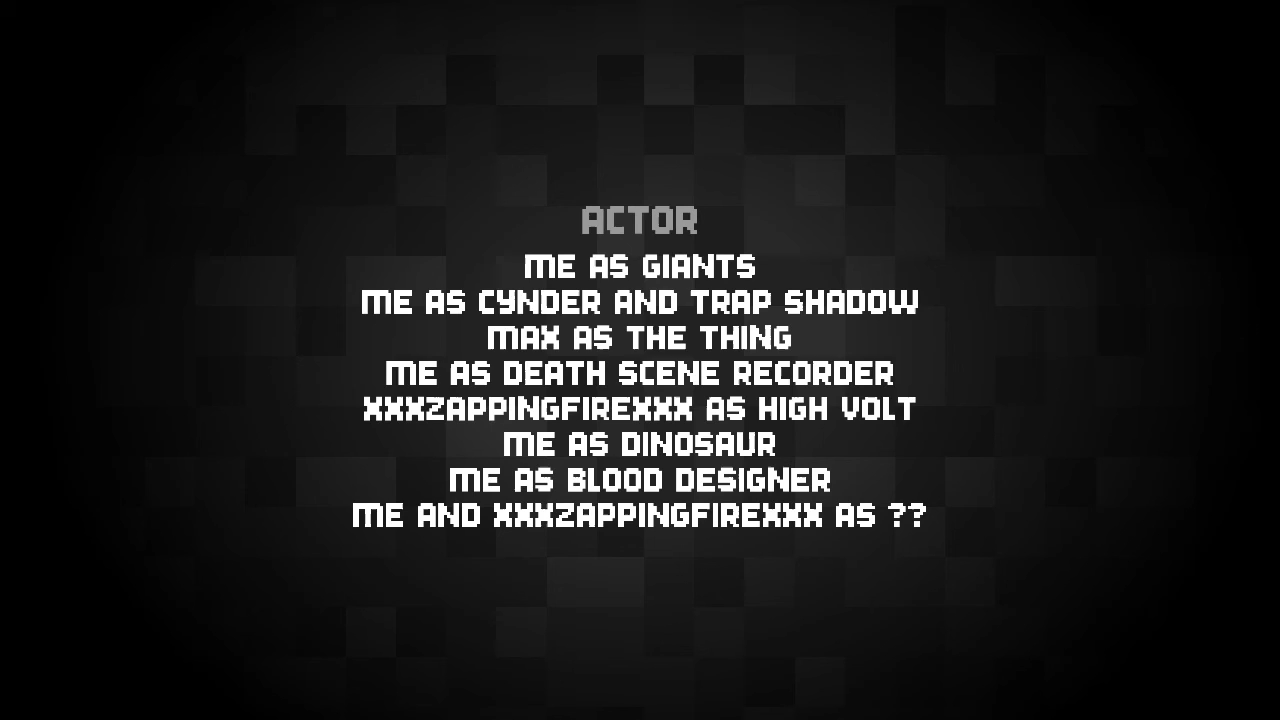 ACTOR
ME AS GIANTS
ME AS CYNDER AND TRAP SHADOW
MAX AS THE THING
ME AS DEATH SCENE RECORDER
XXXZAPPINGFIREXXX AS HIGH VOLT
ME AS DINOSAUR
ME AS BLOOD DESIGNER
ME AND XXXZAPPINGFIREXXX AS ??